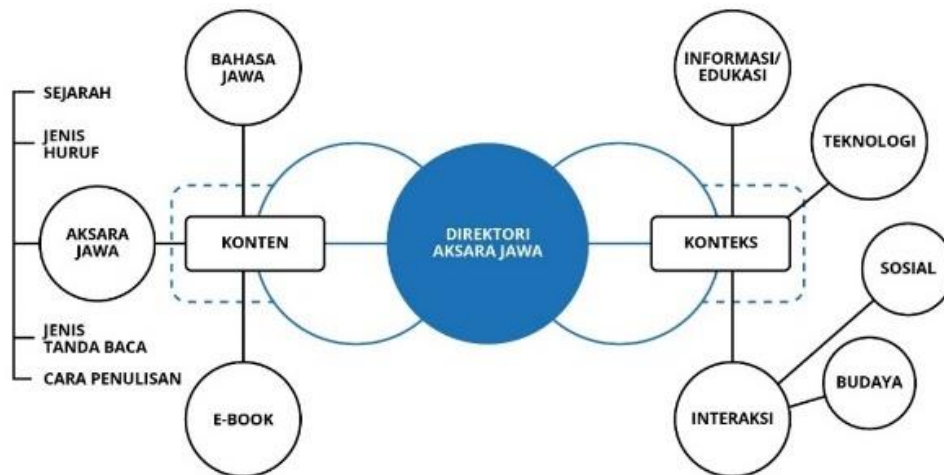 BAHASA
JAWA
SEJARAH
JENIS
HURUF
AKSARA
JAWA
KONTEN
JENIS
TANDA BACA
CARA PENULISAN
E-BOOK
DIREKTORI
AKSARA JAWA
INFORMASI/
EDUKASI
TEKNOLOGI
KONTEKS
SOSIAL
BUDAYA
INTERAKSI